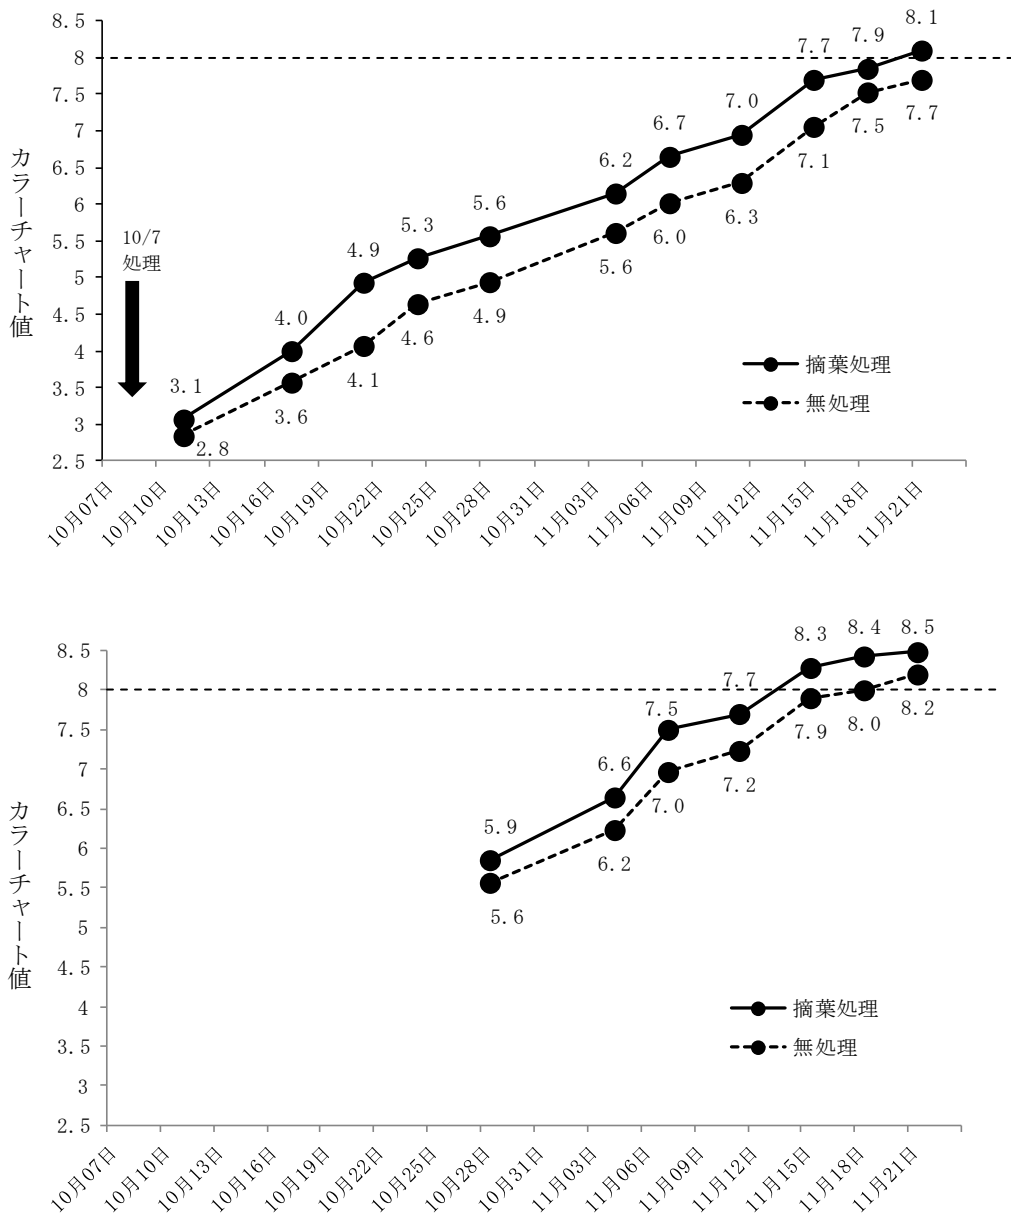 8.5
8
7.5
7
6.5
6
5.5
5
4.5
4
3.5
3
2.5
カラーチャート値
10/7
処理
3.1
4.0
4.9
5.3
5.6
6.2
6.7
7.0
7.7
7.9
8.1
2.8
3.6
4.1
4.6
4.9
5.6
6.0
6.3
7.1
7.5
7.7
摘葉処理
無処理
10月07日
10月10日
10月13日
10月16日
10月19日
10月22日
10月25日
10月28日
10月31日
11月03日
11月06日
11月09日
11月12日
11月15日
11月18日
11月21日
8.5
8
7.5
7
6.5
6
5.5
5
4.5
4
3.5
3
2.5
カラーチャート値
5.9
6.6
7.5
7.7
8.3
8.4
8.5
5.6
6.2
7.0
7.2
7.9
8.0
8.2
摘葉処理
無処理
10月07日
10月10日
10月13日
10月16日
10月19日
10月22日
10月25日
10月28日
10月31日
11月03日
11月06日
11月09日
11月12日
11月15日
11月18日
11月21日